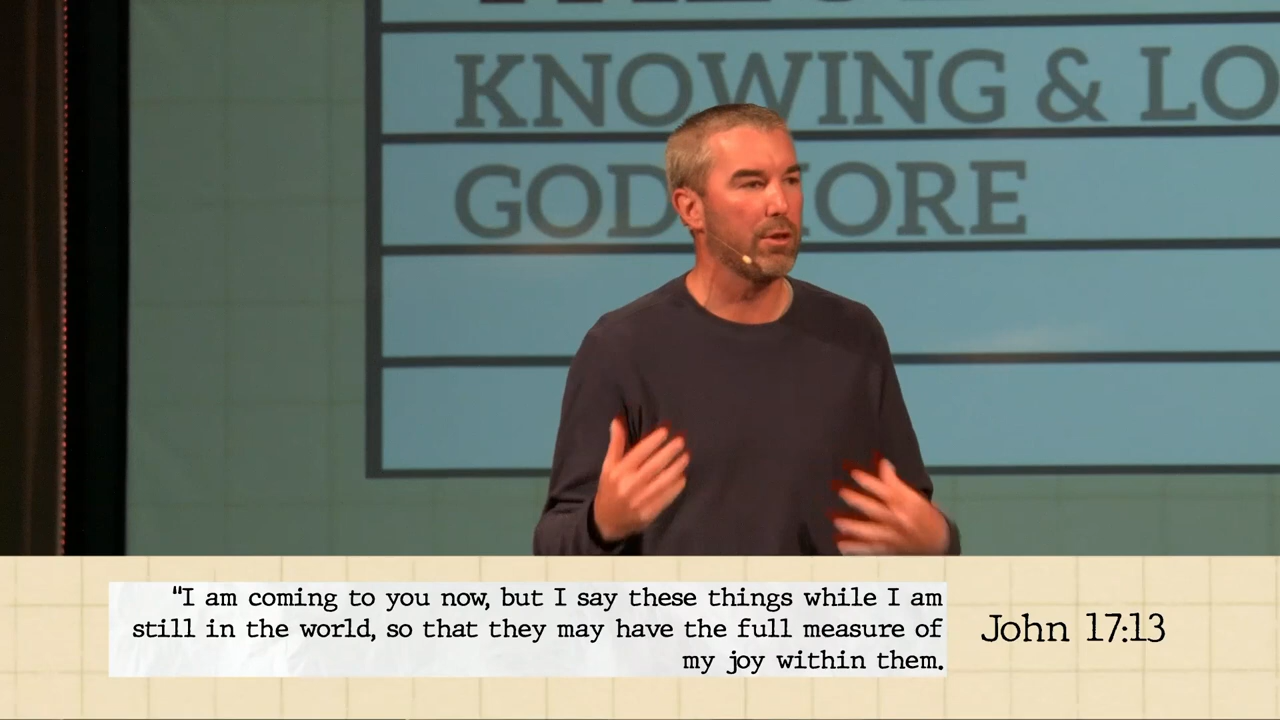 KNOWING & LO
GOD ORE
"I am coming to you now, but I say these things while I am
still in the world, so that they may have the full measure of
my joy within them.
John 17:13